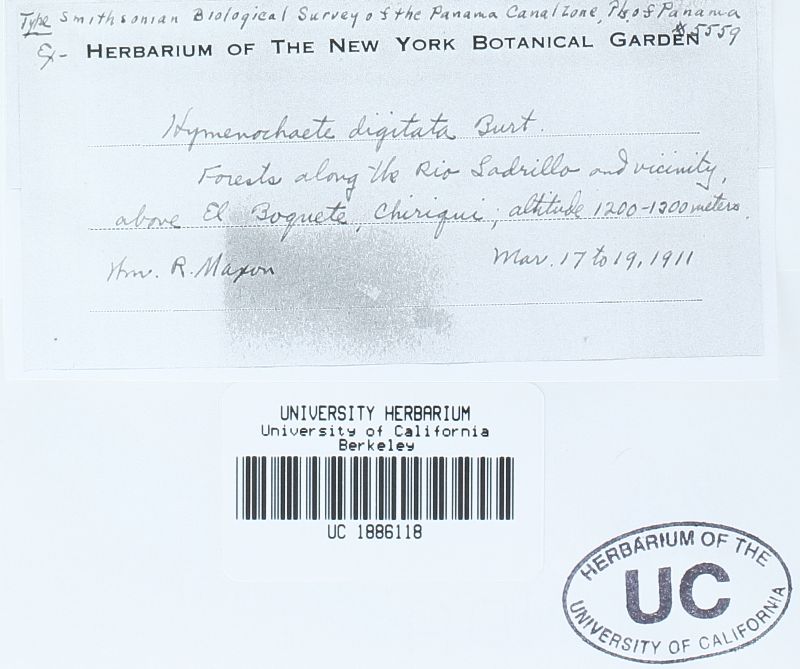 Type Smithsonian Biological Survey of the Panama Canal Zone, Pls of Panama
Ex- HERBARIUM OF THE NEW YORK BOTANICAL GARDEN #5559
Hymenochaete digitata Burt.
Forests along the Rio Ladrillo and vicinity,
above El Boquete, Chiriqui; altitude 1200-1300 meters.
Wm. R. Maxon Mar. 17 to 19, 1911
UNIVERSITY HERBARIUM
University of California
Berkeley
UC 1886118
HERBARIUM OF THE
UC
UNIVERSITY OF CALIFORNIA